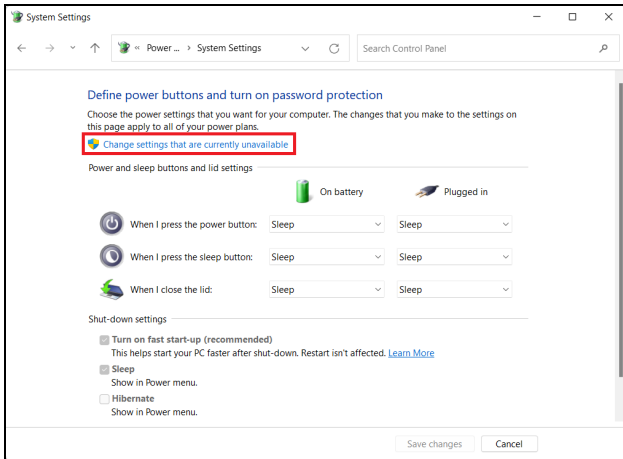 System Settings
« Power ... > System Settings
Search Control Panel
Define power buttons and turn on password protection
Choose the power settings that you want for your computer. The changes that you make to the settings on
this page apply to all of your power plans.
Change settings that are currently unavailable
Power and sleep buttons and lid settings
On battery Plugged in
When I press the power button: Sleep Sleep
When I press the sleep button: Sleep Sleep
When I close the lid: Sleep Sleep
Shut-down settings
Turn on fast start-up (recommended)
This helps start your PC faster after shut-down. Restart isn't affected. Learn More
Sleep
Show in Power menu.
Hibernate
Show in Power menu.
Save changes Cancel